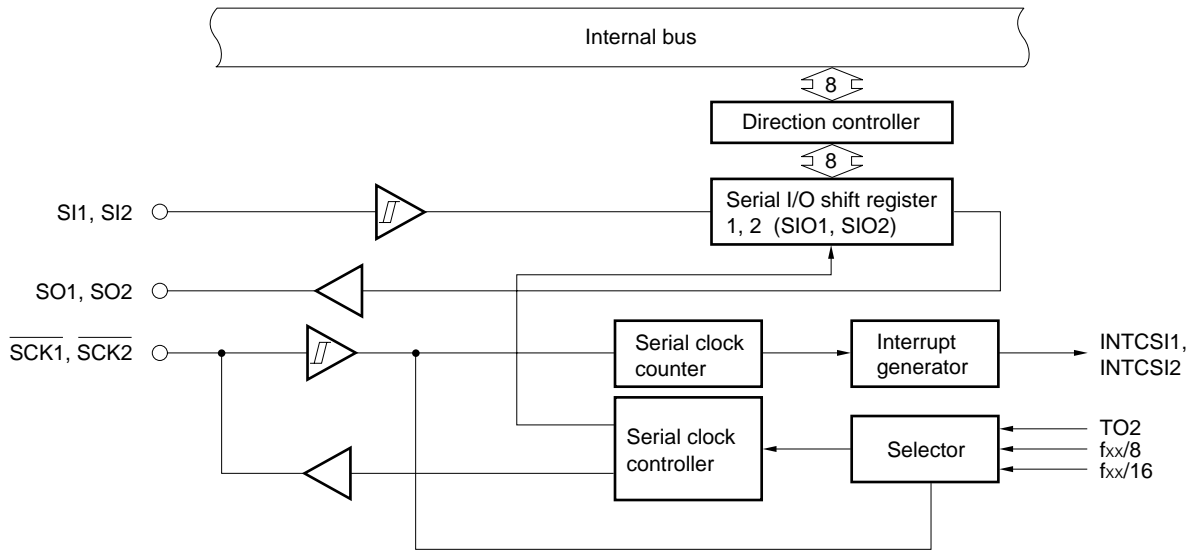 Internal bus
8
Direction controller
8
SI1, SI2
Serial I/O shift register
1, 2 (SIO1, SIO2)
SO1, SO2
SCK1, SCK2
Serial clock
counter
Interrupt
generator
INTCSI1,
INTCSI2
Serial clock
controller
Selector
TO2
fxx/8
fxx/16